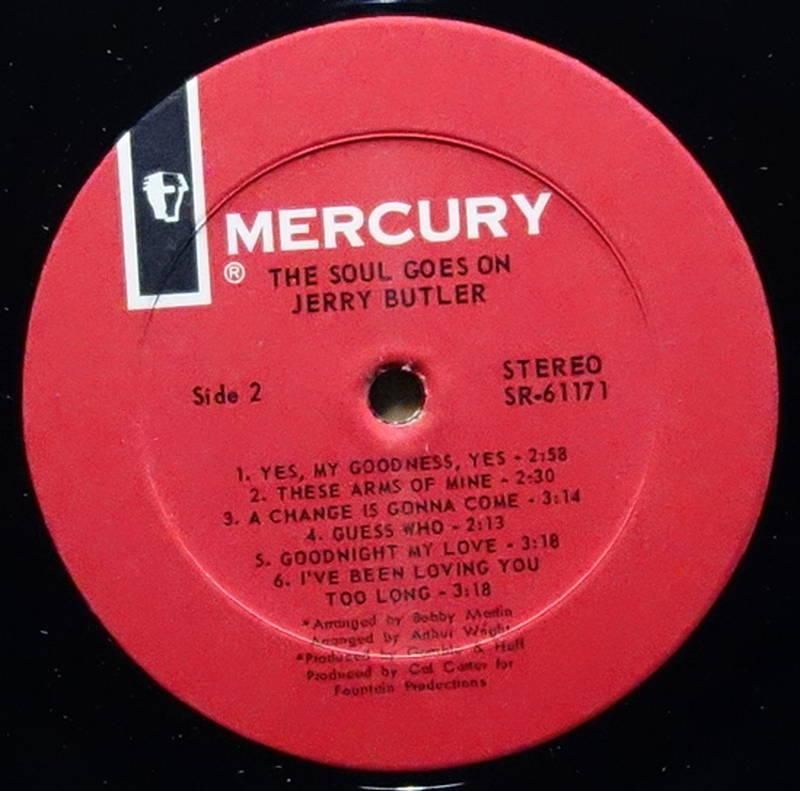 MERCURY
® THE SOUL GOES ON
JERRY BUTLER
Side 2
STEREO
SR-61171
1. YES, MY GOODNESS, YES - 2:58
2. THESE ARMS OF MINE - 2:30
3. A CHANGE IS GONNA COME - 3:14
4. GUESS WHO - 2:13
5. GOODNIGHT MY LOVE - 3:18
6. I'VE BEEN LOVING YOU
TOO LONG - 3:18
*Arranged by Bobby Martin
Arranged by Arthur Wright
*Produced by Gamble & Huff
Produced by Cal Carter for
Fountain Productions